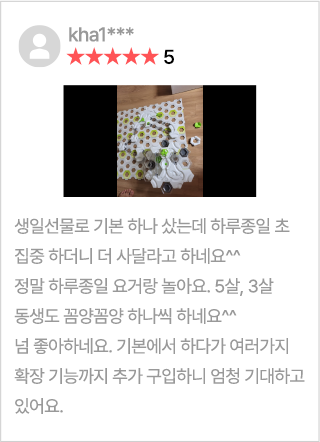 kha1***
★★★★★ 5
생일선물로 기본 하나 샀는데 하루종일 초
집중 하더니 더 사달라고 하네요^^
정말 하루종일 요거랑 놀아요. 5살, 3살
동생도 꼼양꼼양 하나씩 하네요^^
넘 좋아하네요. 기본에서 하다가 여러가지
확장 기능까지 추가 구입하니 엄청 기대하고
있어요.